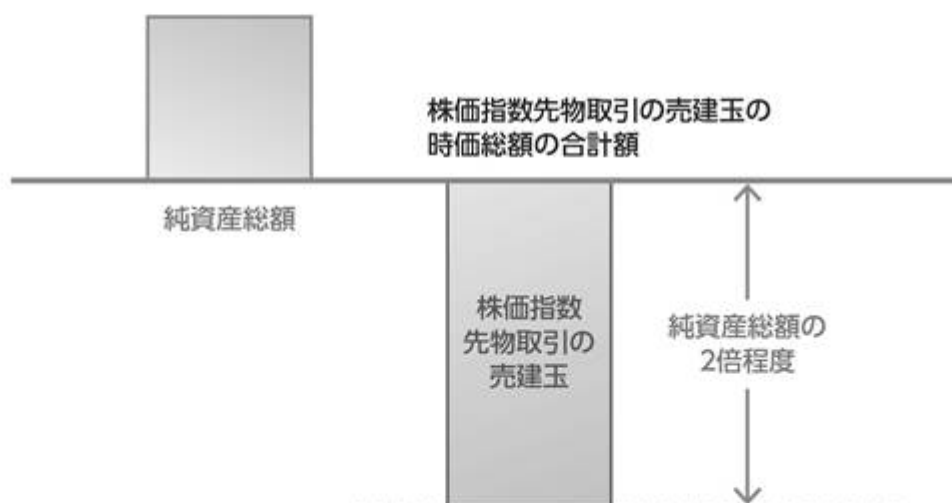 株価指数先物取引の売建玉の
時価総額の合計額
純資産総額
株価指数
先物取引の
売建玉
純資産総額の
2倍程度